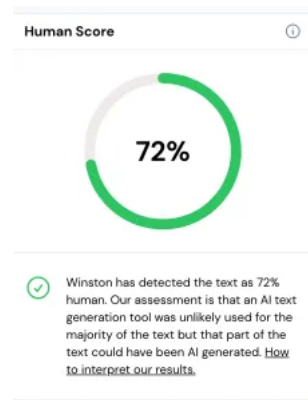 Human Score
72%
Winston has detected the text as 72%
human. Our assessment is that an AI text
generation tool was unlikely used for the
majority of the text but that part of the
text could have been AI generated. How
to interpret our results.